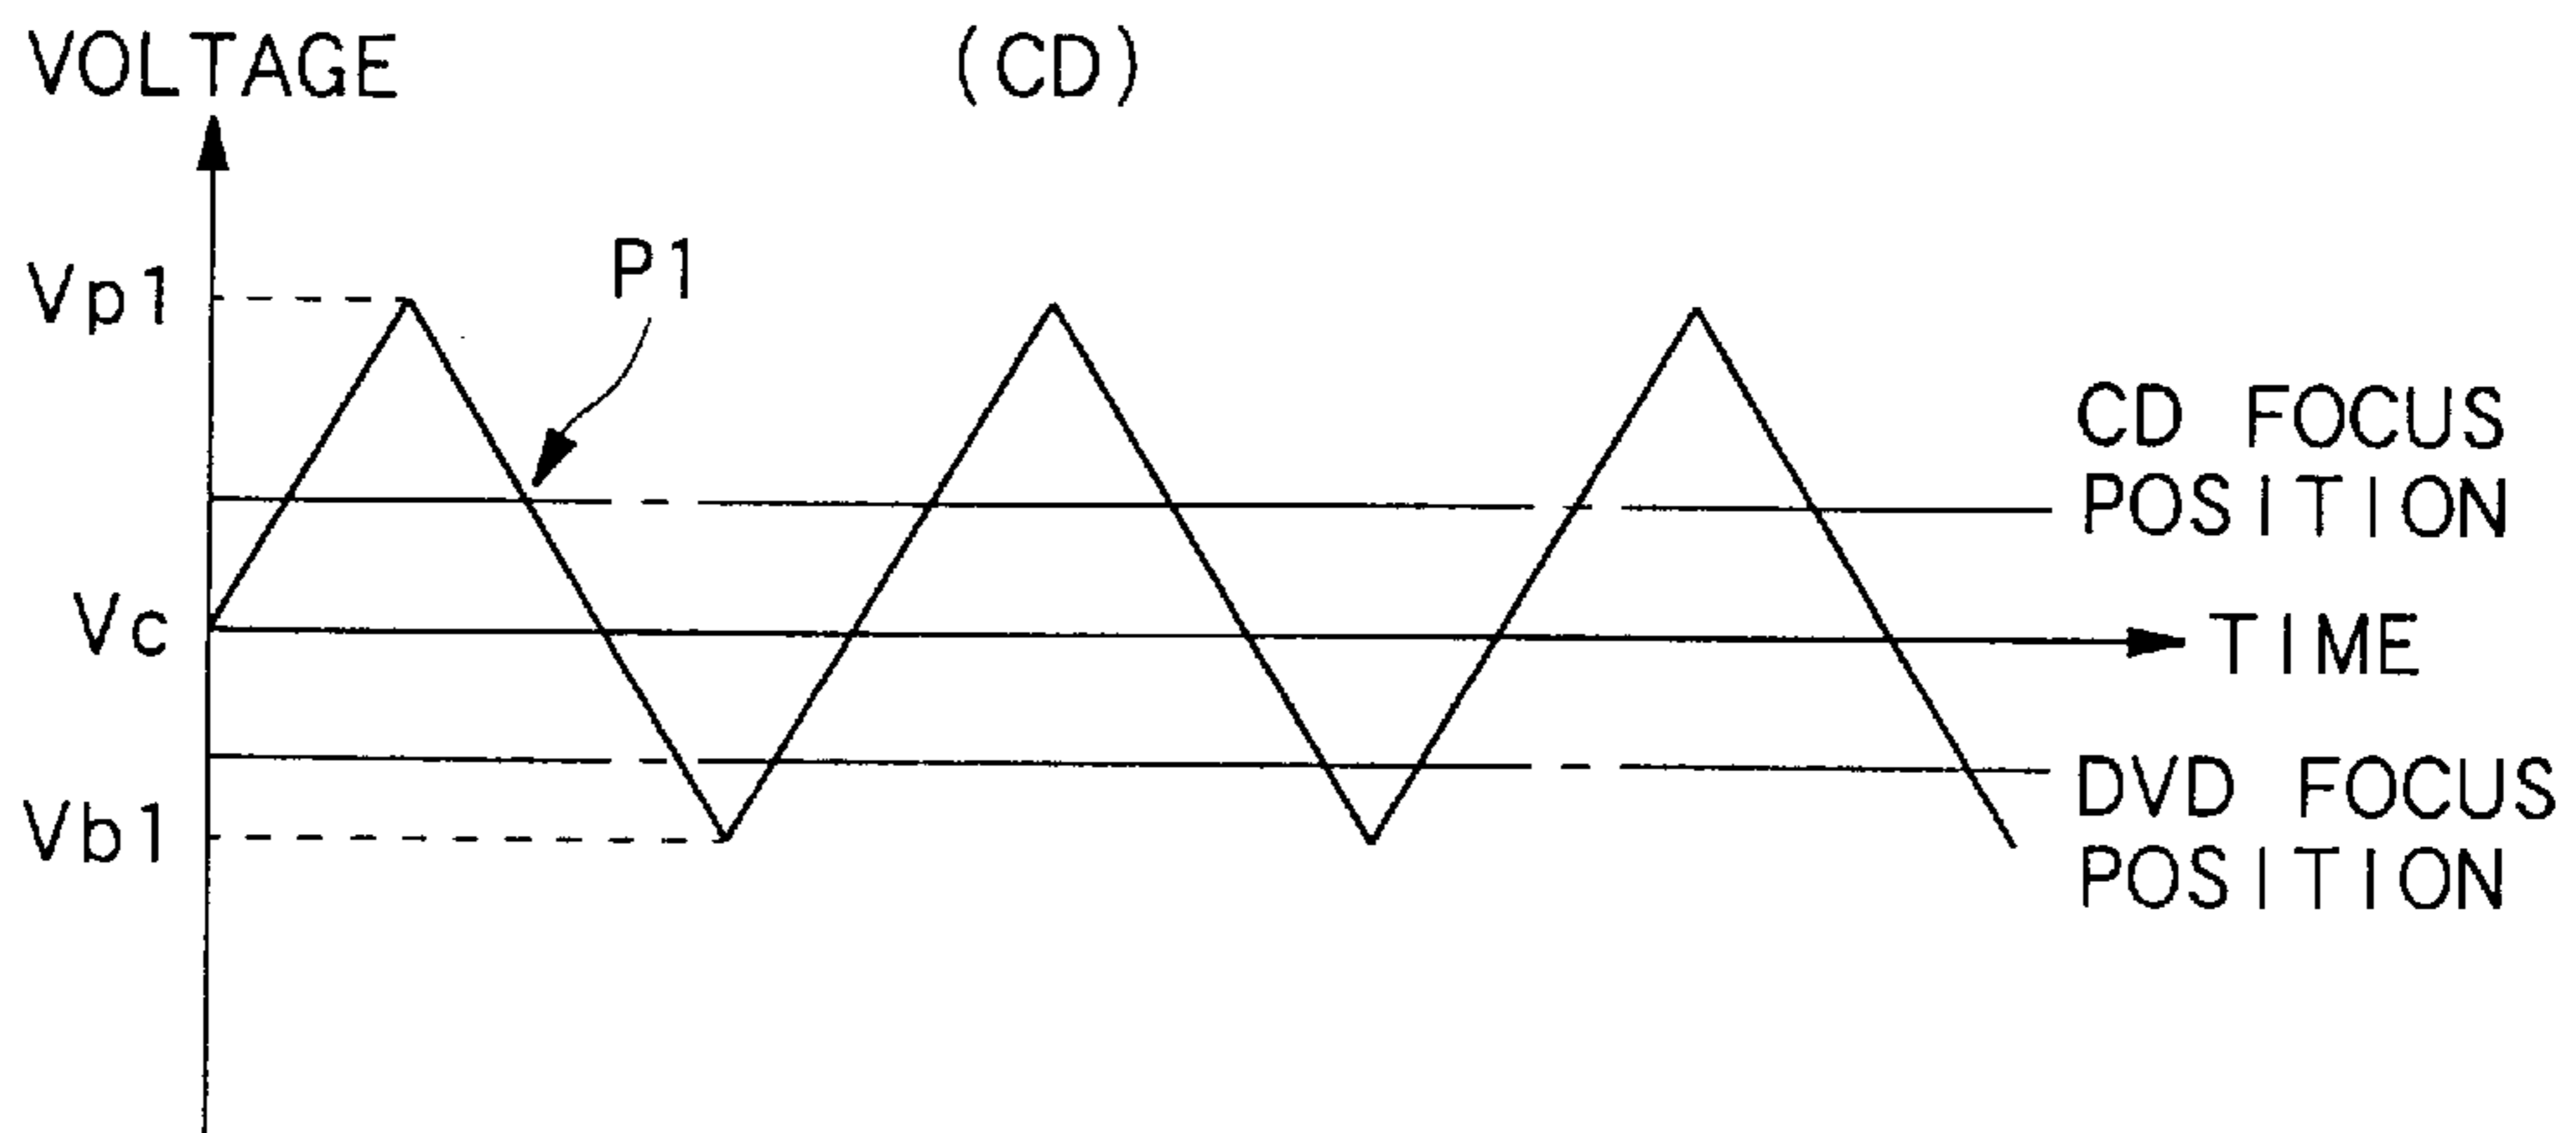 VOLTAGE
(CD)
Vp1
P1
CD FOCUS
POSITION
Vc
TIME
DVD FOCUS
POSITION
Vb1